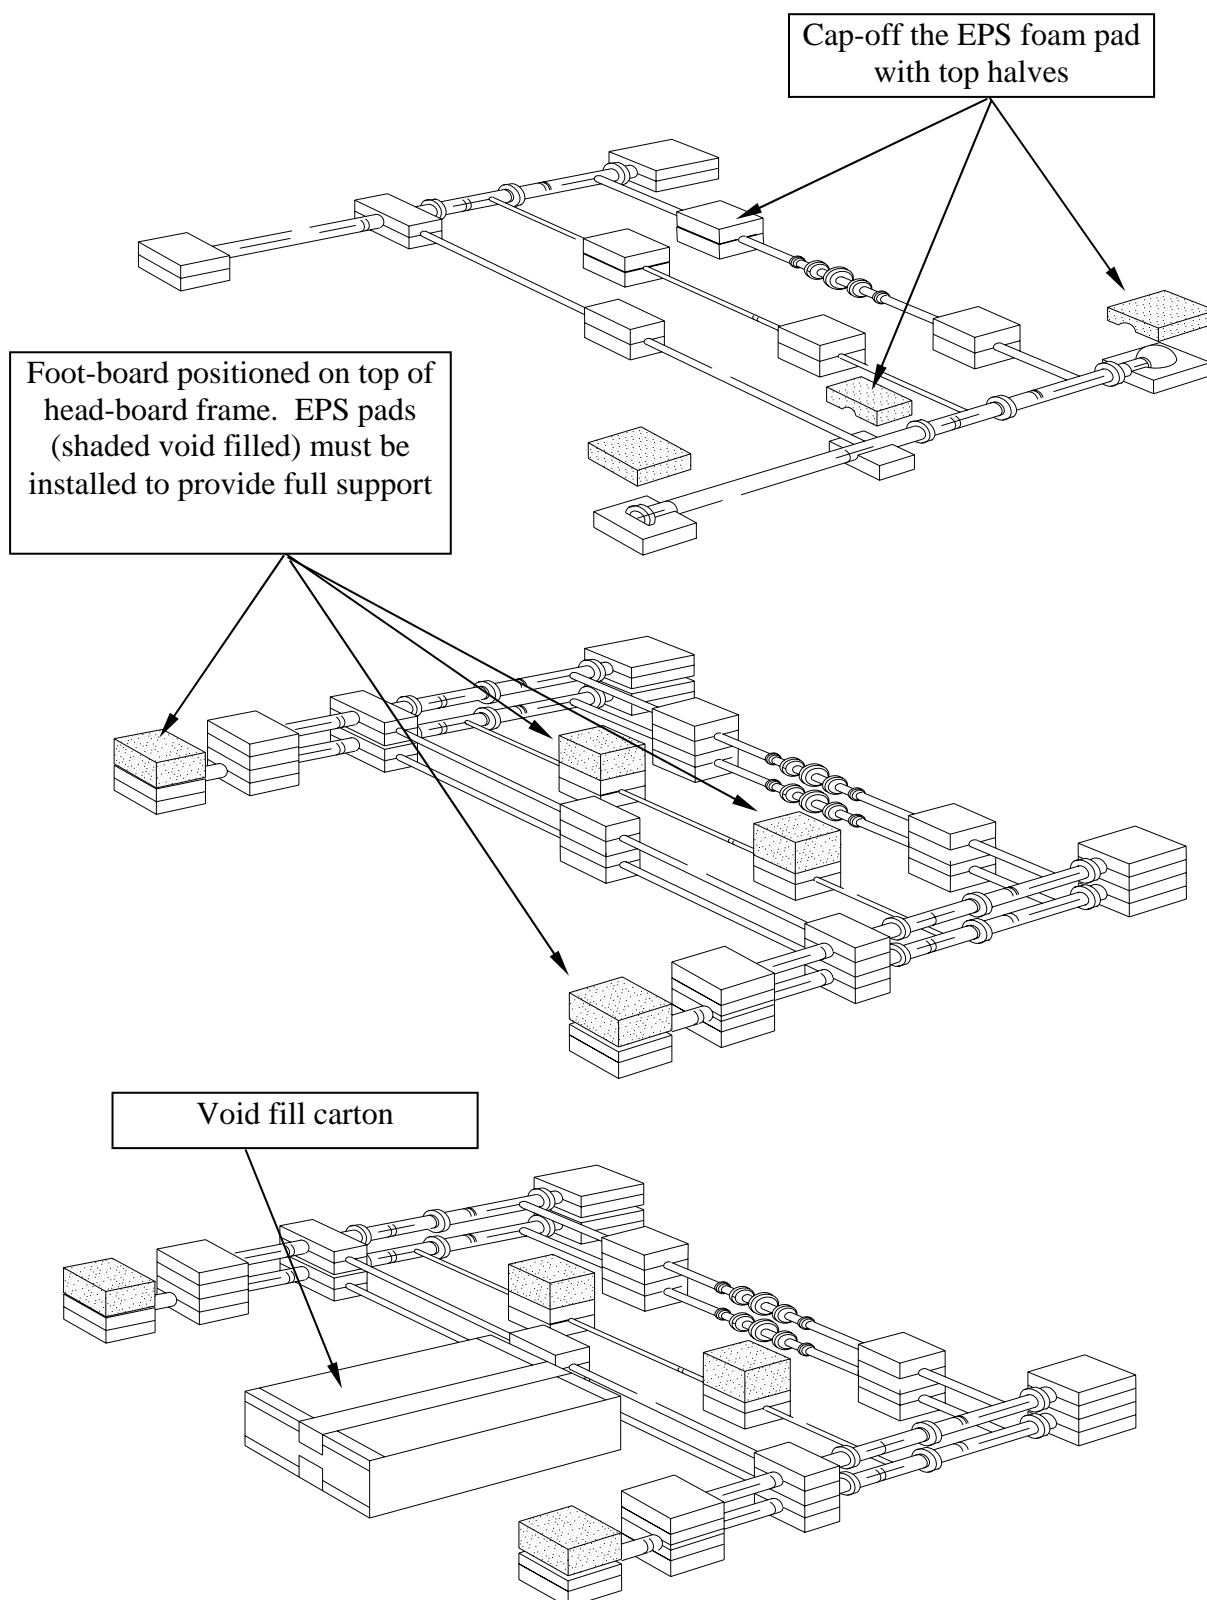 Cap-off the EPS foam pad
with top halves
Foot-board positioned on top of
head-board frame.  EPS pads
(shaded void filled) must be
installed to provide full support
Void fill carton